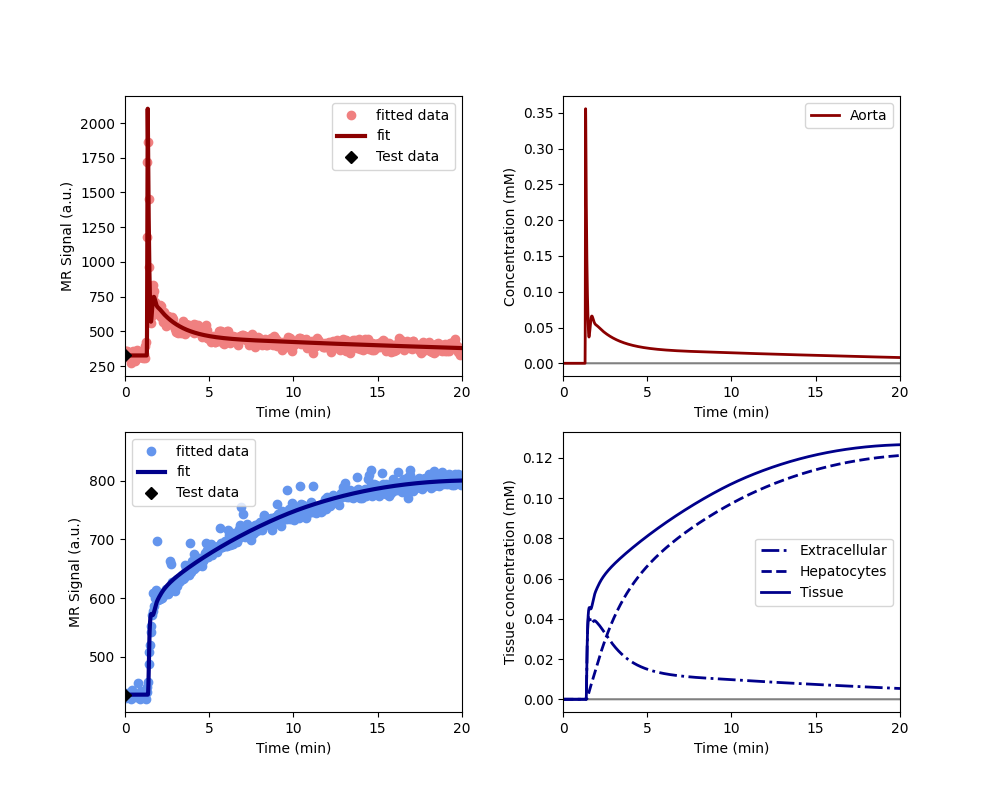 MR Signal (a.u.)
2000
1750
1500
1250
1000
750
500
250
fitted data
fit
Test data
0 5 10 15 20
Time (min)
Concentration (mM)
0.35
0.30
0.25
0.20
0.15
0.10
0.05
0.00
Aorta
0 5 10 15 20
Time (min)
MR Signal (a.u.)
800
700
600
500
fitted data
fit
Test data
0 5 10 15 20
Time (min)
Tissue concentration (mM)
0.12
0.10
0.08
0.06
0.04
0.02
0.00
Extracellular
Hepatocytes
Tissue
0 5 10 15 20
Time (min)